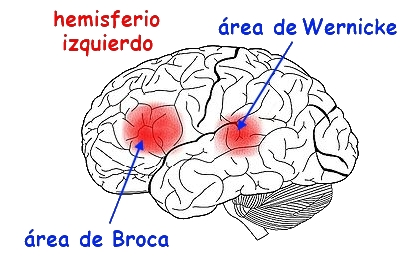 hemisferio
izquierdo
área de Wernicke
área de Broca